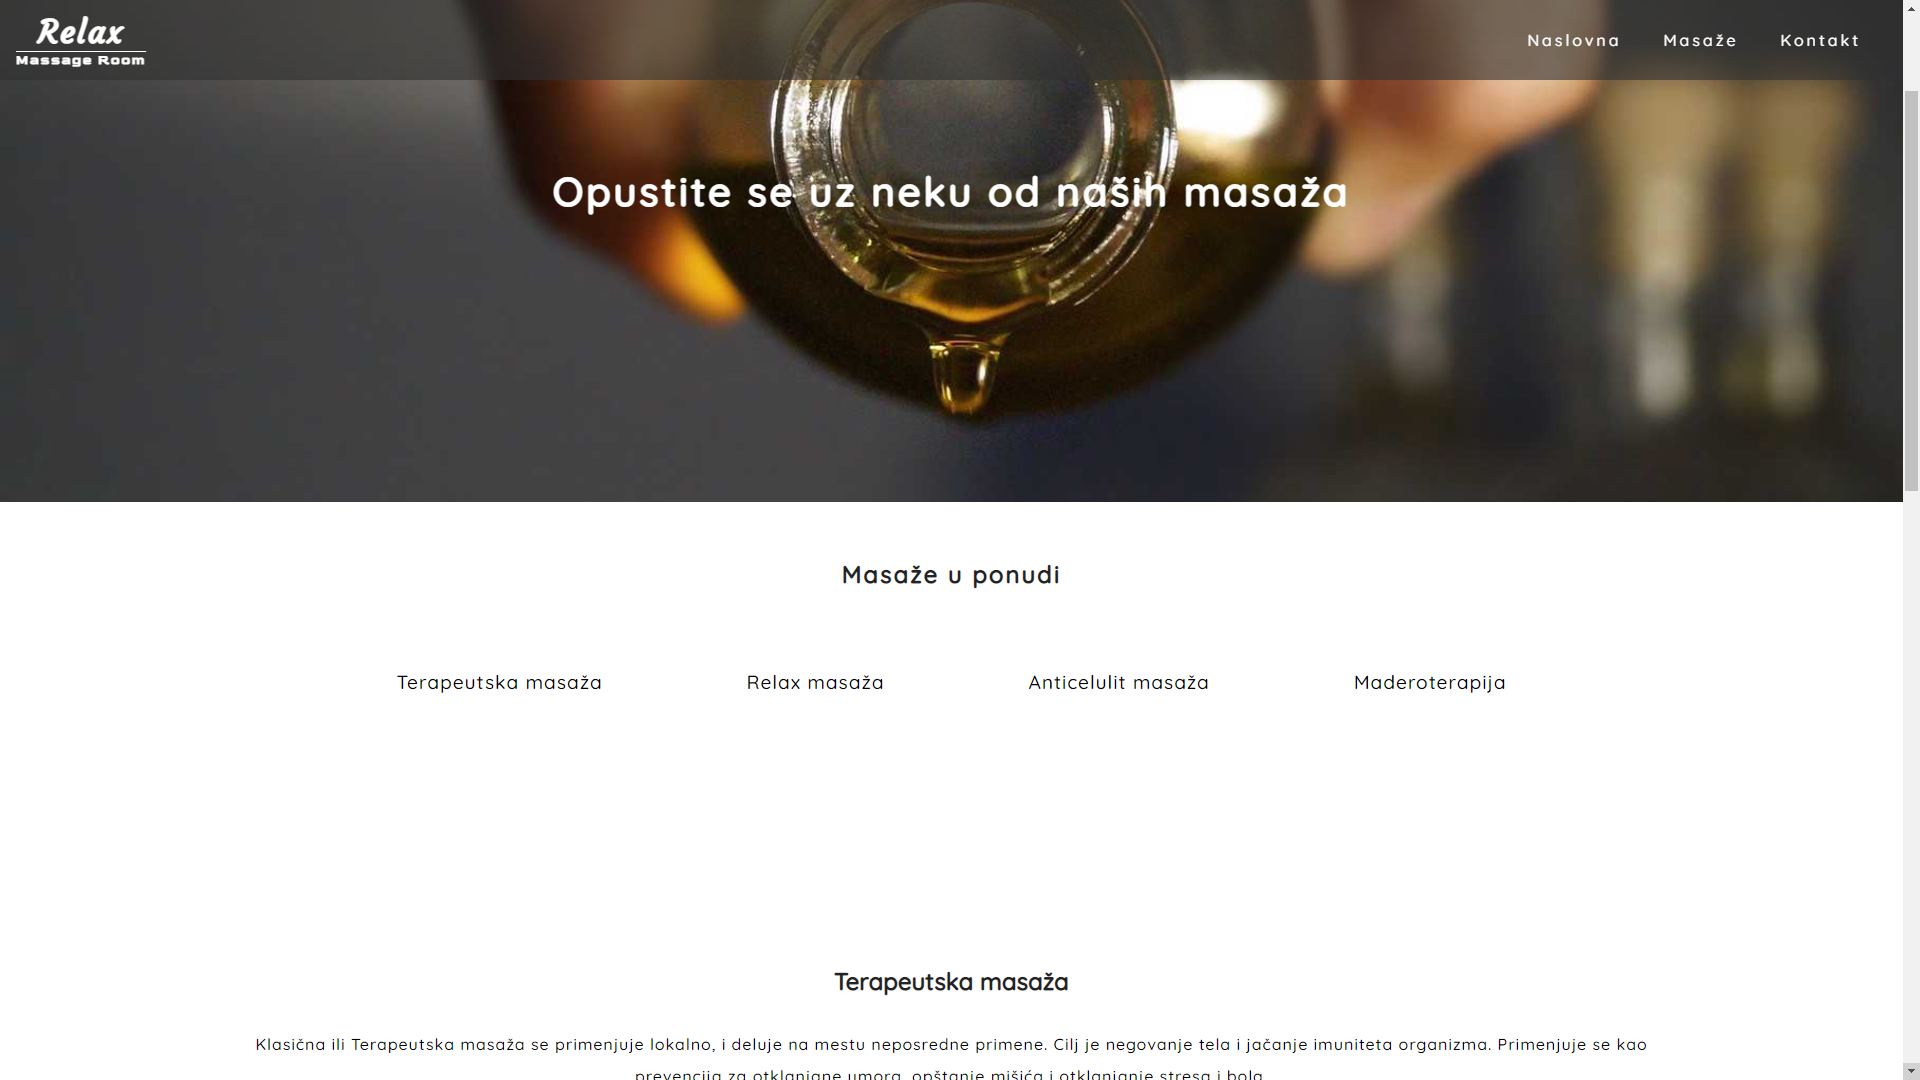 Relax
Massage Room
Naslovna Masaže Kontakt
Opustite se uz neku od naših masaža
Masaže u ponudi
Terapeutska masaža Relax masaža Anticelulit masaža Maderoterapija
Terapeutska masaža
Klasična ili Terapeutska masaža se primenjuje lokalno, i deluje na mestu neposredne primene. Cilj je negovanje tela i jačanje imuniteta organizma. Primenjuje se kao
prevencija za otklanjane umora, opštanje mišića i otklanjanje stresa i bola.